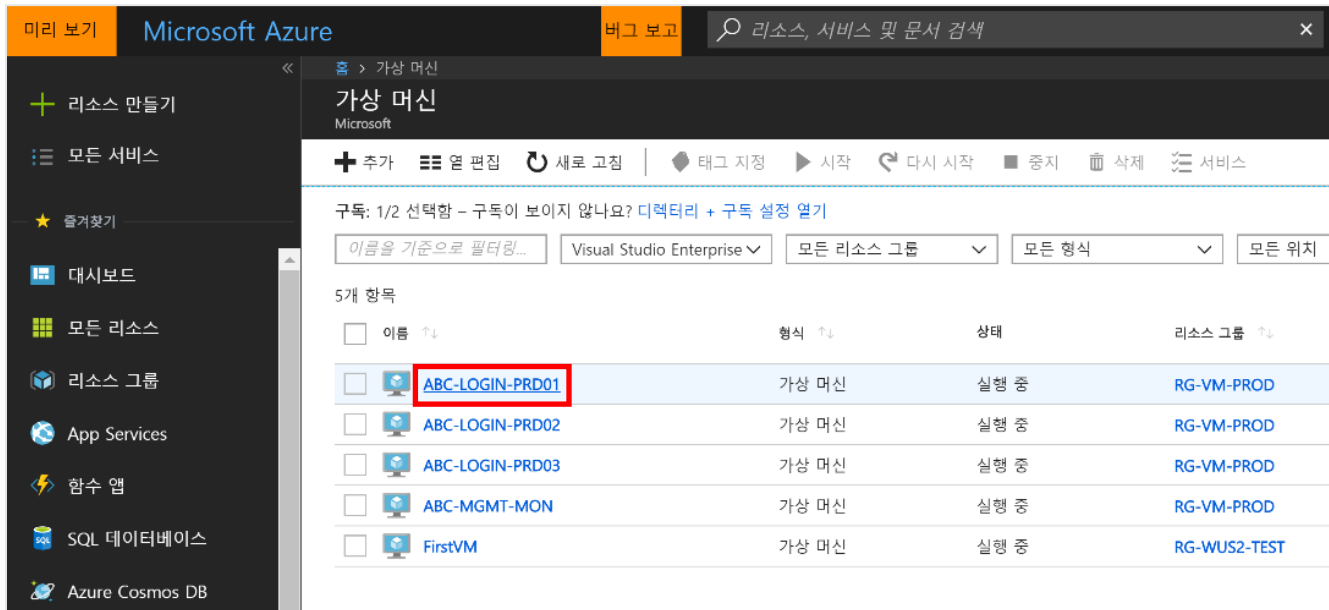 미리 보기 Microsoft Azure 버그 보고 리소스, 서비스 및 문서 검색
홈 > 가상 머신
가상 머신
Microsoft
리소스 만들기
모든 서비스
즐겨찾기
대시보드
모든 리소스
리소스 그룹
App Services
함수 앱
SQL 데이터베이스
Azure Cosmos DB
추가 열 편집 새로 고침 태그 지정 시작 다시 시작 중지 삭제 서비스
구독: 1/2 선택함 – 구독이 보이지 않나요? 디렉터리 + 구독 설정 열기
이름을 기준으로 필터링... Visual Studio Enterprise 모든 리소스 그룹 모든 형식 모든 위치
5개 항목
이름 형식 상태 리소스 그룹
ABC-LOGIN-PRD01 가상 머신 실행 중 RG-VM-PROD
ABC-LOGIN-PRD02 가상 머신 실행 중 RG-VM-PROD
ABC-LOGIN-PRD03 가상 머신 실행 중 RG-VM-PROD
ABC-MGMT-MON 가상 머신 실행 중 RG-VM-PROD
FirstVM 가상 머신 실행 중 RG-WUS2-TEST